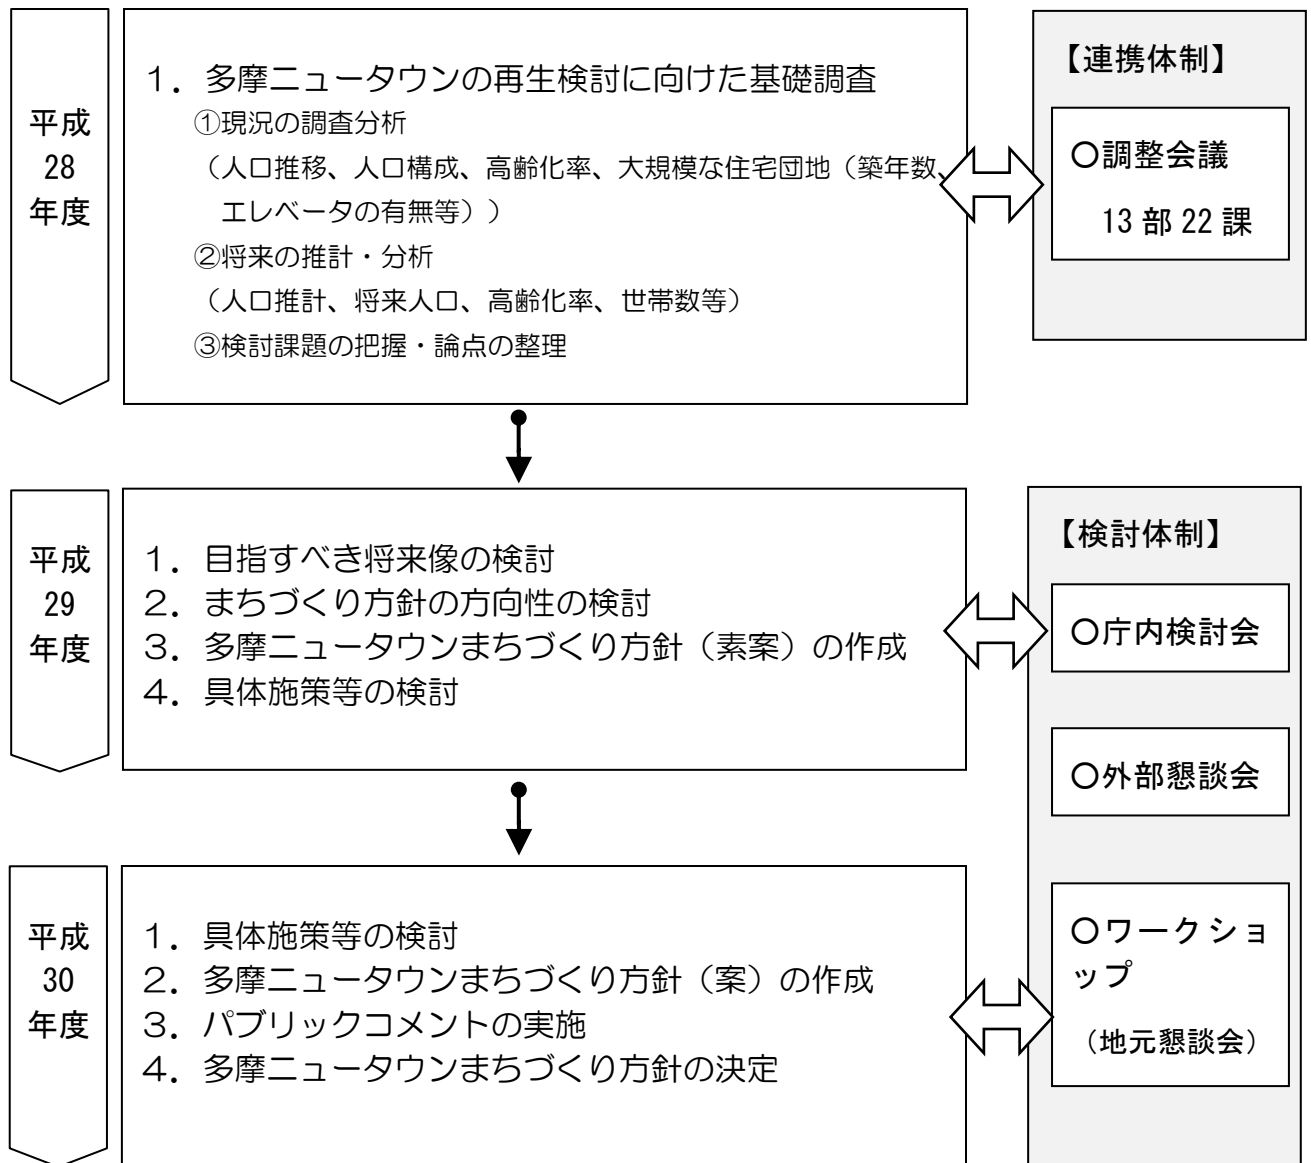 平成
28
年度
１．多摩ニュータウンの再生検討に向けた基礎調査
①現況の調査分析
（人口推移、人口構成、高齢化率、大規模な住宅団地（築年数、
エレベータの有無等））
②将来の推計・分析
（人口推計、将来人口、高齢化率、世帯数等）
③検討課題の把握・論点の整理
【連携体制】
〇調整会議
13 部 22 課
平成
29
年度
１．目指すべき将来像の検討
２．まちづくり方針の方向性の検討
３．多摩ニュータウンまちづくり方針（素案）の作成
４．具体施策等の検討
【検討体制】
〇庁内検討会
〇外部懇談会
平成
30
年度
１．具体施策等の検討
２．多摩ニュータウンまちづくり方針（案）の作成
３．パブリックコメントの実施
４．多摩ニュータウンまちづくり方針の決定
〇ワークショ
ップ
（地元懇談会）